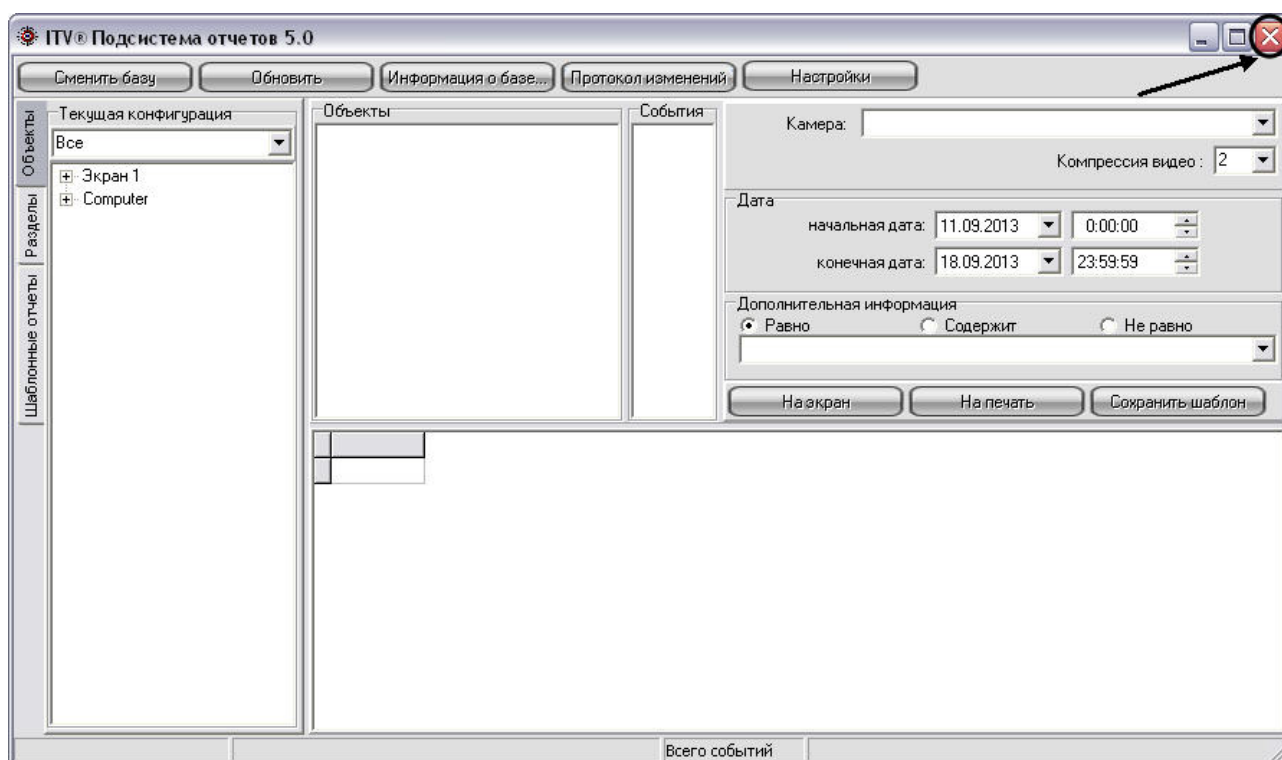 ITV® Подсистема отчетов 5.0
Сменить базу Обновить Информация о базе... Протокол изменений Настройки
Объекты
Разделы
Шаблонные отчеты
Текущая конфигурация
Все
Экран 1
Computer
Объекты
События
Камера:
Компрессия видео : 2
Дата
начальная дата: 11.09.2013 0:00:00
конечная дата: 18.09.2013 23:59:59
Дополнительная информация
Равно Содержит Не равно
На экран На печать Сохранить шаблон
Всего событий